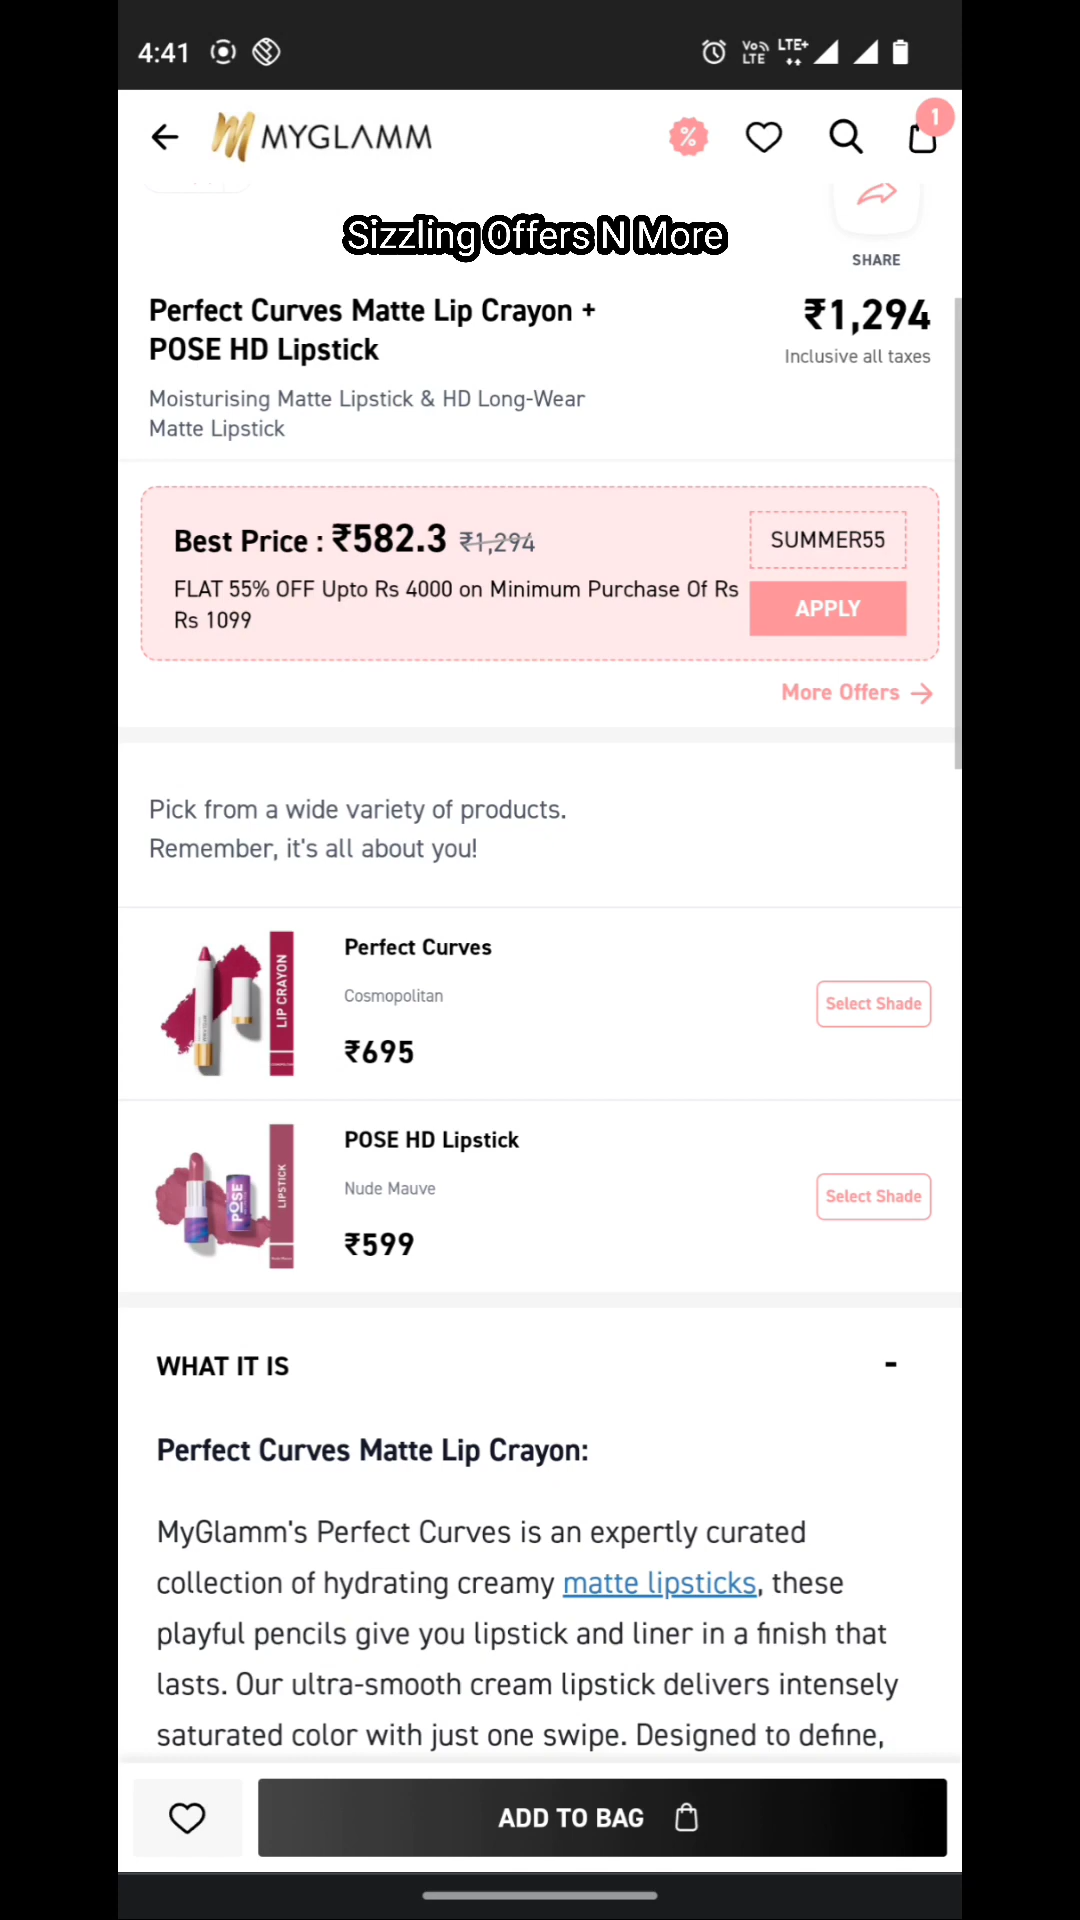 4:41
Vo
LTE
LTE+
MYGLAMM
%
1
Sizzling Offers N More
SHARE
Perfect Curves Matte Lip Crayon +
POSE HD Lipstick
₹1,294
Inclusive all taxes
Moisturising Matte Lipstick & HD Long-Wear
Matte Lipstick
Best Price : ₹582.3 ₹1,294
SUMMER55
FLAT 55% OFF Upto Rs 4000 on Minimum Purchase Of Rs
Rs 1099
APPLY
More Offers
Pick from a wide variety of products.
Remember, it's all about you!
LIP CRAYON
Perfect Curves
Cosmopolitan
₹695
Select Shade
POSE
LIPSTICK
POSE HD Lipstick
Nude Mauve
₹599
Select Shade
WHAT IT IS
-
Perfect Curves Matte Lip Crayon:
MyGlamm's Perfect Curves is an expertly curated
collection of hydrating creamy matte lipsticks, these
playful pencils give you lipstick and liner in a finish that
lasts. Our ultra-smooth cream lipstick delivers intensely
saturated color with just one swipe. Designed to define,
ADD TO BAG